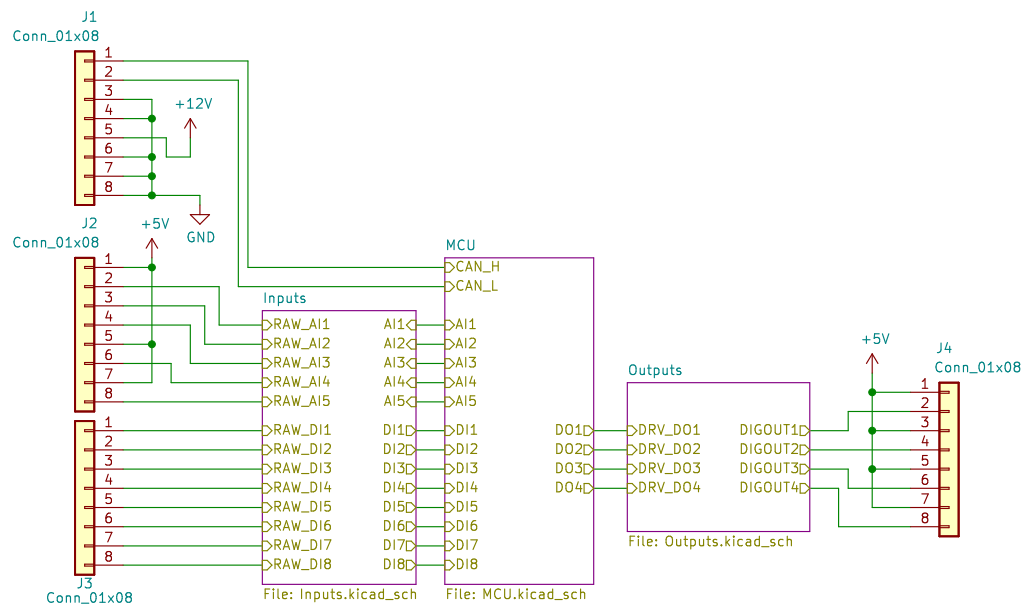 J1
Conn_01x08
1
2
3
4
5
6
7
8
+12V
GND
J2
Conn_01x08
+5V
1
2
3
4
5
6
7
8
1
2
3
4
5
6
7
8
J3
Conn_01x08
Inputs
RAW_AI1 AI1
RAW_AI2 AI2
RAW_AI3 AI3
RAW_AI4 AI4
RAW_AI5 AI5
RAW_DI1 DI1
RAW_DI2 DI2
RAW_DI3 DI3
RAW_DI4 DI4
RAW_DI5 DI5
RAW_DI6 DI6
RAW_DI7 DI7
RAW_DI8 DI8
File: Inputs.kicad_sch
MCU
CAN_H
CAN_L
AI1
AI2
AI3
AI4
AI5
DI1 DO1
DI2 DO2
DI3 DO3
DI4 DO4
DI5
DI6
DI7
DI8
File: MCU.kicad_sch
Outputs
DRV_DO1 DIGOUT1
DRV_DO2 DIGOUT2
DRV_DO3 DIGOUT3
DRV_DO4 DIGOUT4
File: Outputs.kicad_sch
+5V
J4
Conn_01x08
1
2
3
4
5
6
7
8